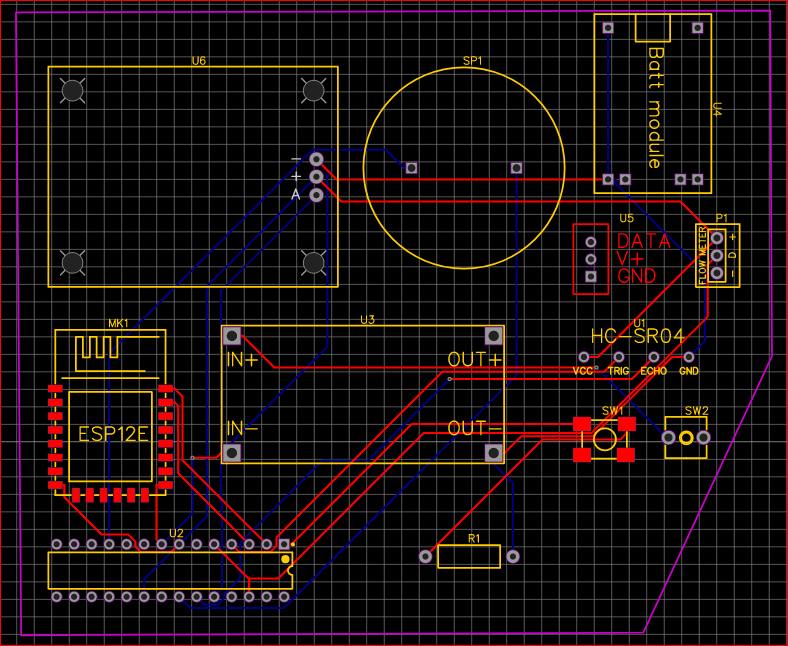 U6
SP1
Batt module
U4
−
+
A
U5
DATA
V+
GND
P1
FLOW METER
+
D
−
MK1
ESP12E
U3
IN+
OUT+
IN−
OUT−
U1
HC-SR04
VCC
TRIG
ECHO
GND
SW1
SW2
U2
R1